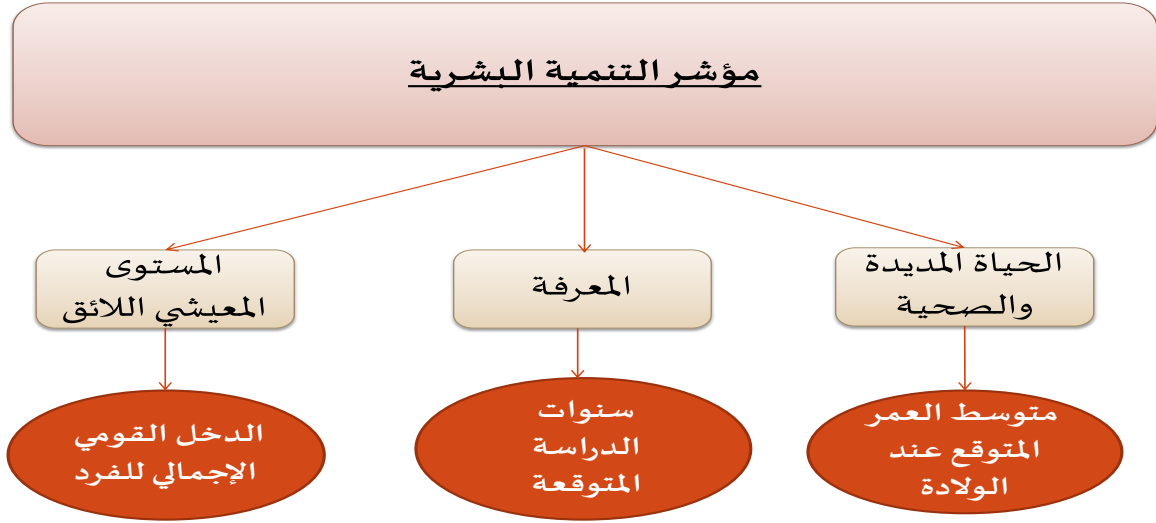 مؤشر التنمية البشرية
الحياة المديدة
والصحية
المعرفة
المستوى
المعيشي اللائق
متوسط العمر
المتوقع عند
الولادة
سنوات
الدراسة
المتوقعة
الدخل القومي
الإجمالي للفرد